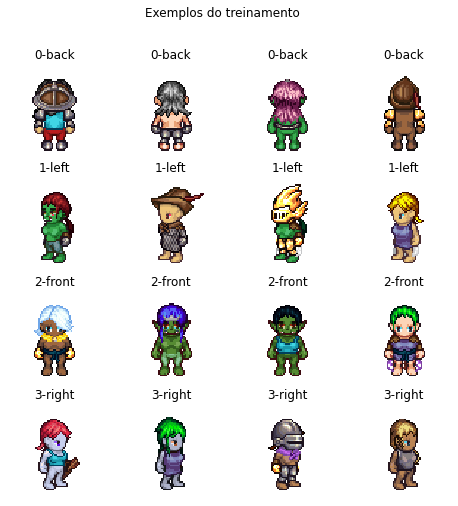 Exemplos do treinamento
0-back 0-back 0-back 0-back
1-left 1-left 1-left 1-left
2-front 2-front 2-front 2-front
3-right 3-right 3-right 3-right